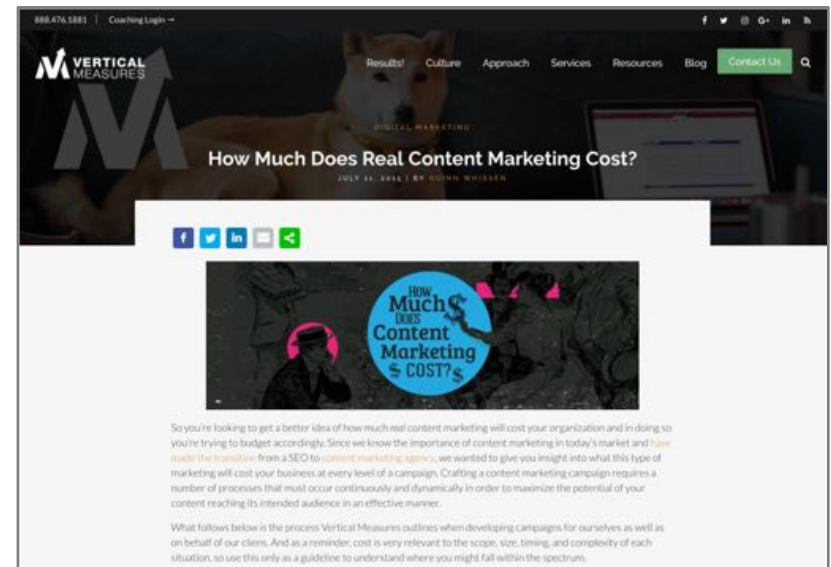 888.476.1881 | Coaching Login →
VERTICAL
MEASURES
Results! Culture Approach Services Resources Blog Contact Us
DIGITAL MARKETING
How Much Does Real Content Marketing Cost?
JULY 21, 2015 | BY QUINN WHISSEN
How
Much $
DOES
Content
Marketing
$ COST? $
So you're looking to get a better idea of how much real content marketing will cost your organization and in doing so
you're trying to budget accordingly. Since we know the importance of content marketing in today's market and have
made the transition from a SEO to content marketing agency, we wanted to give you insight into what this type of
marketing will cost your business at every level of a campaign. Crafting a content marketing campaign requires a
number of processes that must occur continuously and dynamically in order to maximize the potential of your
content reaching its intended audience in an effective manner.
What follows below is the process Vertical Measures outlines when developing campaigns for ourselves as well as
on behalf of our cliens. And as a reminder, cost is very relevant to the scope, size, timing, and complexity of each
situation, so use this only as a guideline to understand where you might fall within the spectrum.